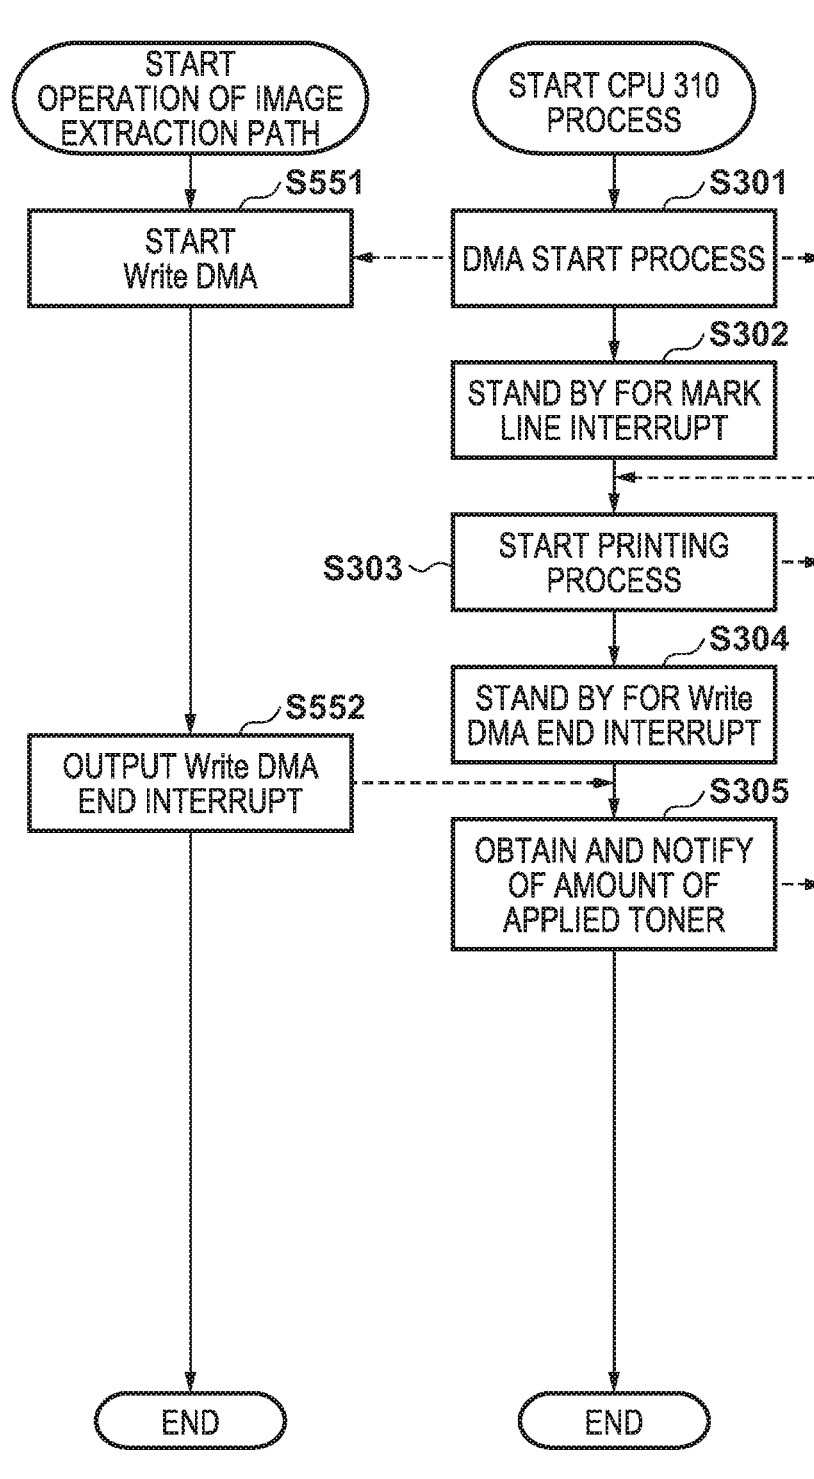 START
OPERATION OF IMAGE
EXTRACTION PATH
S551
START
Write DMA
S552
OUTPUT Write DMA
END INTERRUPT
END
START CPU 310
PROCESS
S301
DMA START PROCESS
S302
STAND BY FOR MARK
LINE INTERRUPT
S303
START PRINTING
PROCESS
S304
STAND BY FOR Write
DMA END INTERRUPT
S305
OBTAIN AND NOTIFY
OF AMOUNT OF
APPLIED TONER
END